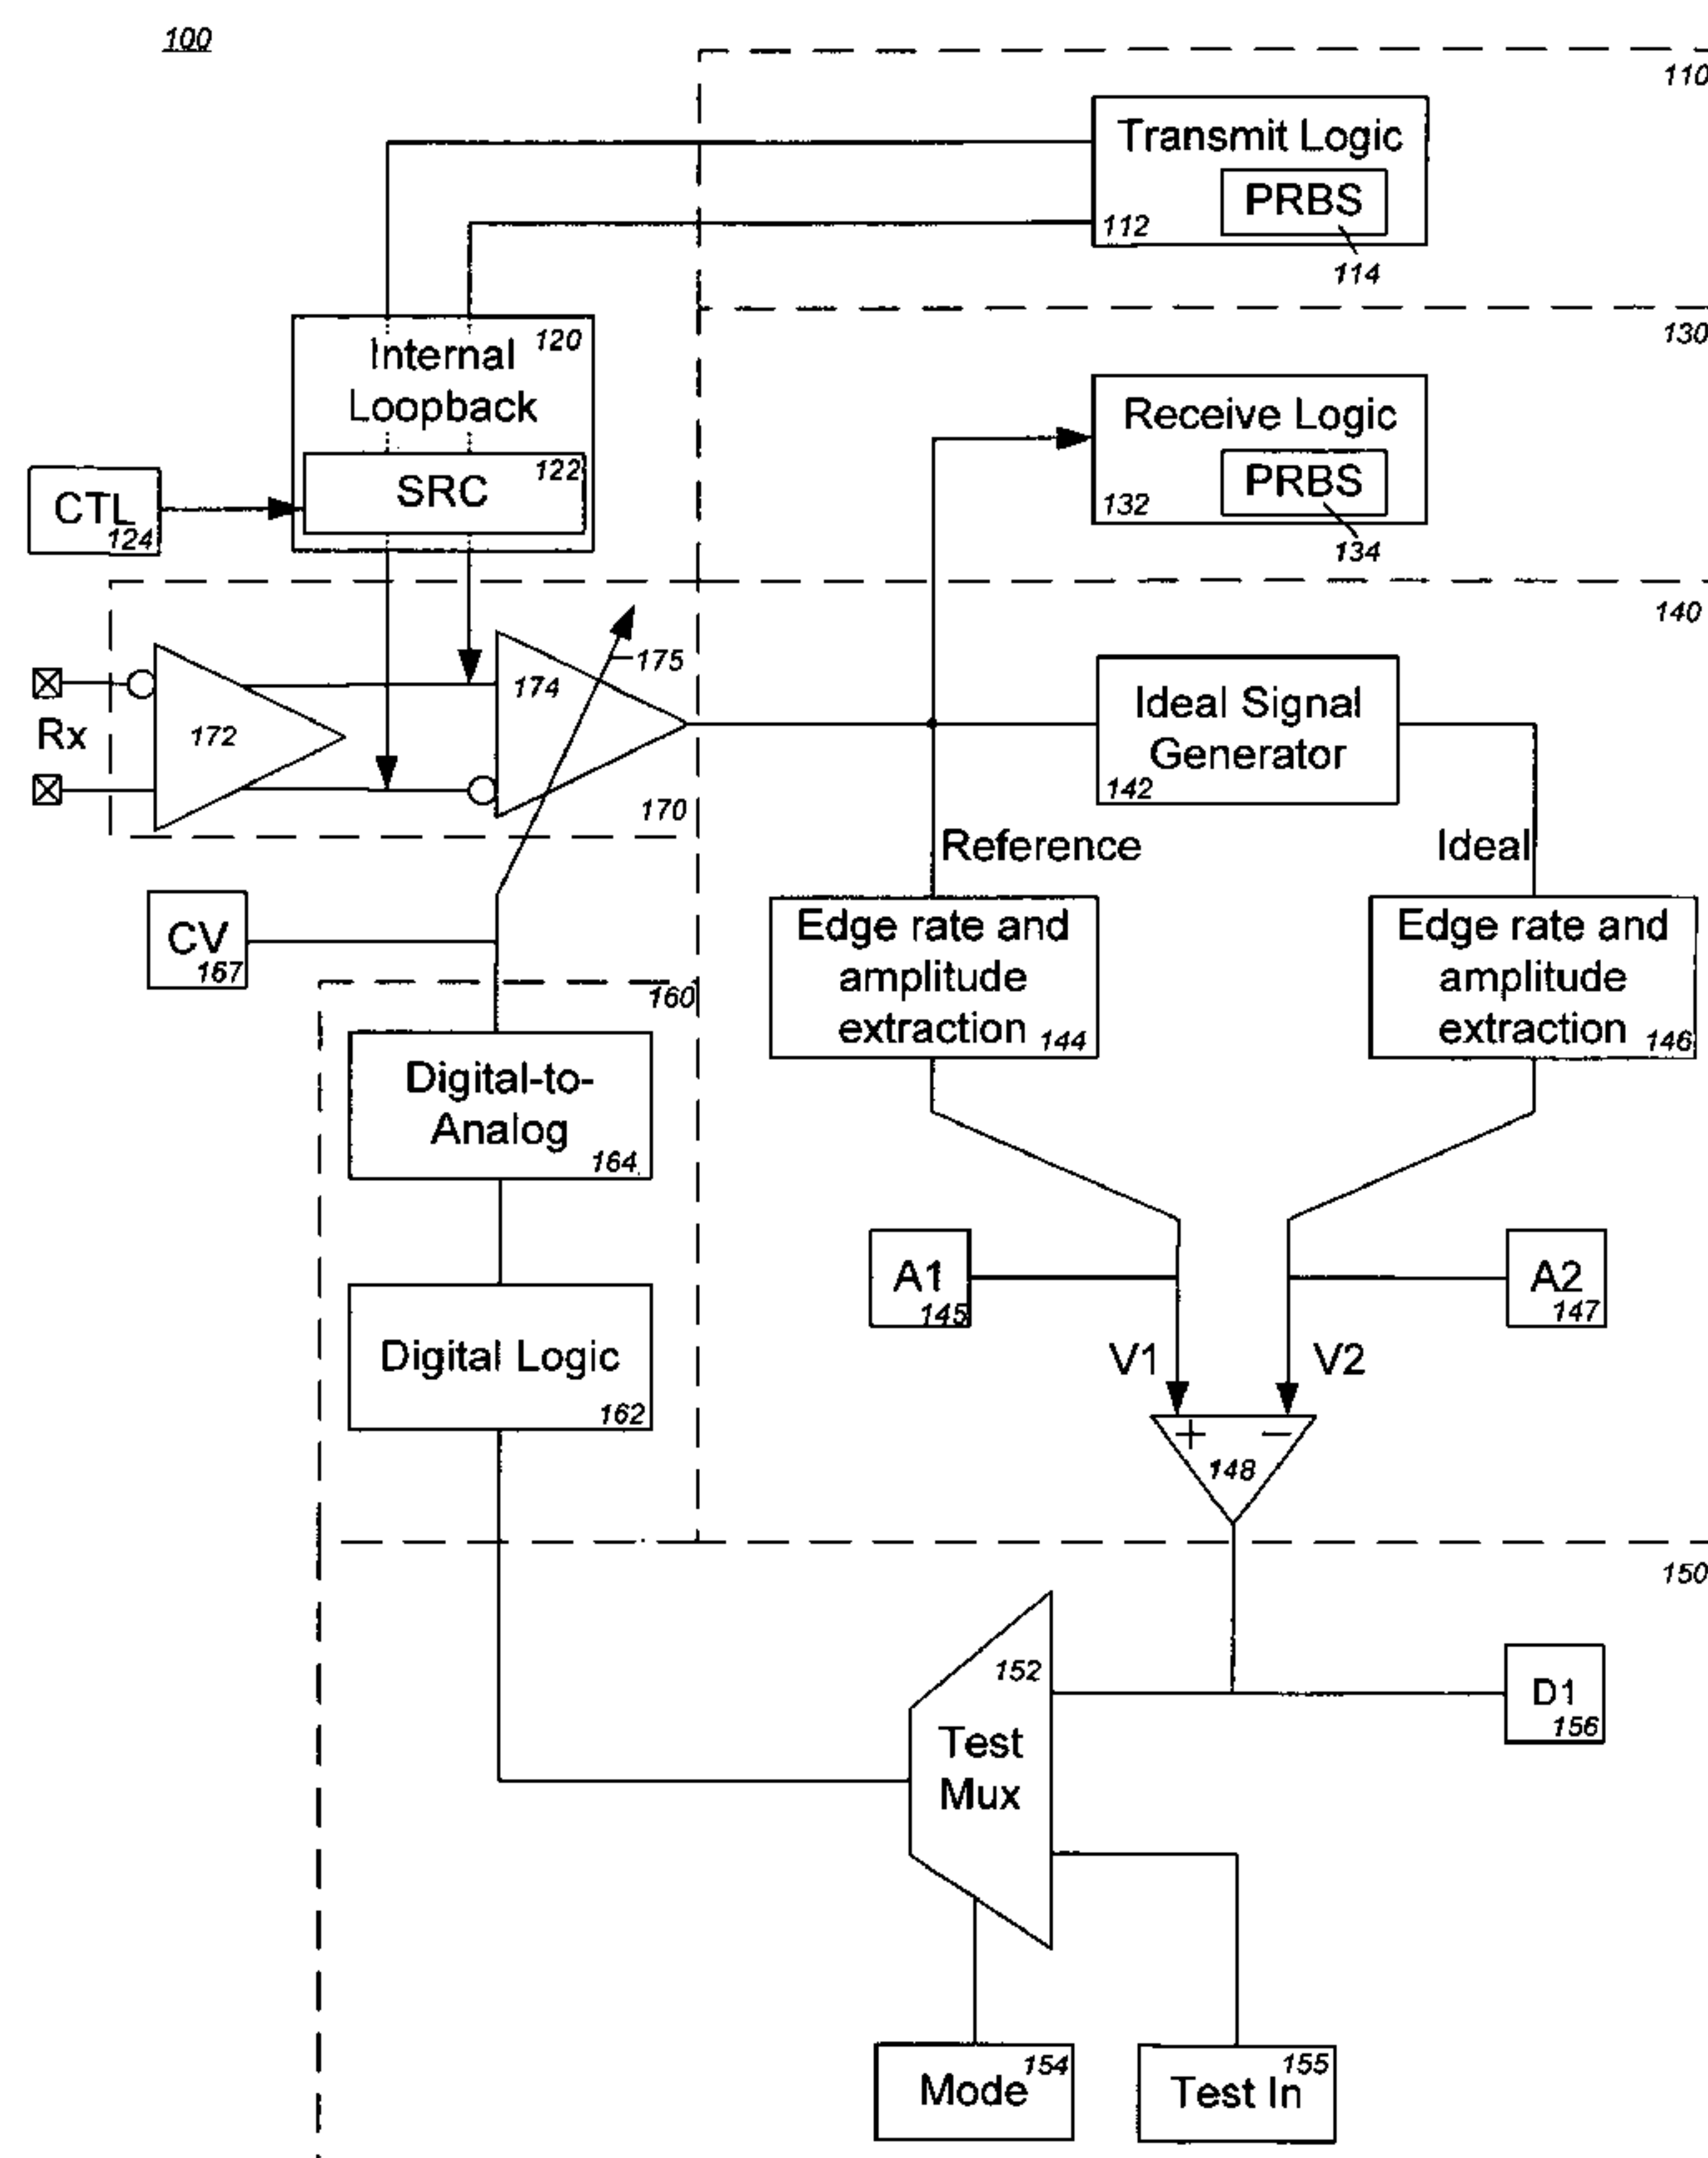 100
110
Transmit Logic
PRBS
112
114
130
Internal
120
Loopback
SRC
122
CTL
124
Receive Logic
PRBS
132
134
140
Rx
172
174
175
170
Ideal Signal
Generator
142
Reference
Ideal
CV
167
Edge rate and
amplitude
extraction 144
Edge rate and
amplitude
extraction 146
160
Digital-to-
Analog
164
A1
145
A2
147
Digital Logic
162
V1
V2
+ −
148
150
152
Test
Mux
D1
156
Mode
154
Test In
155